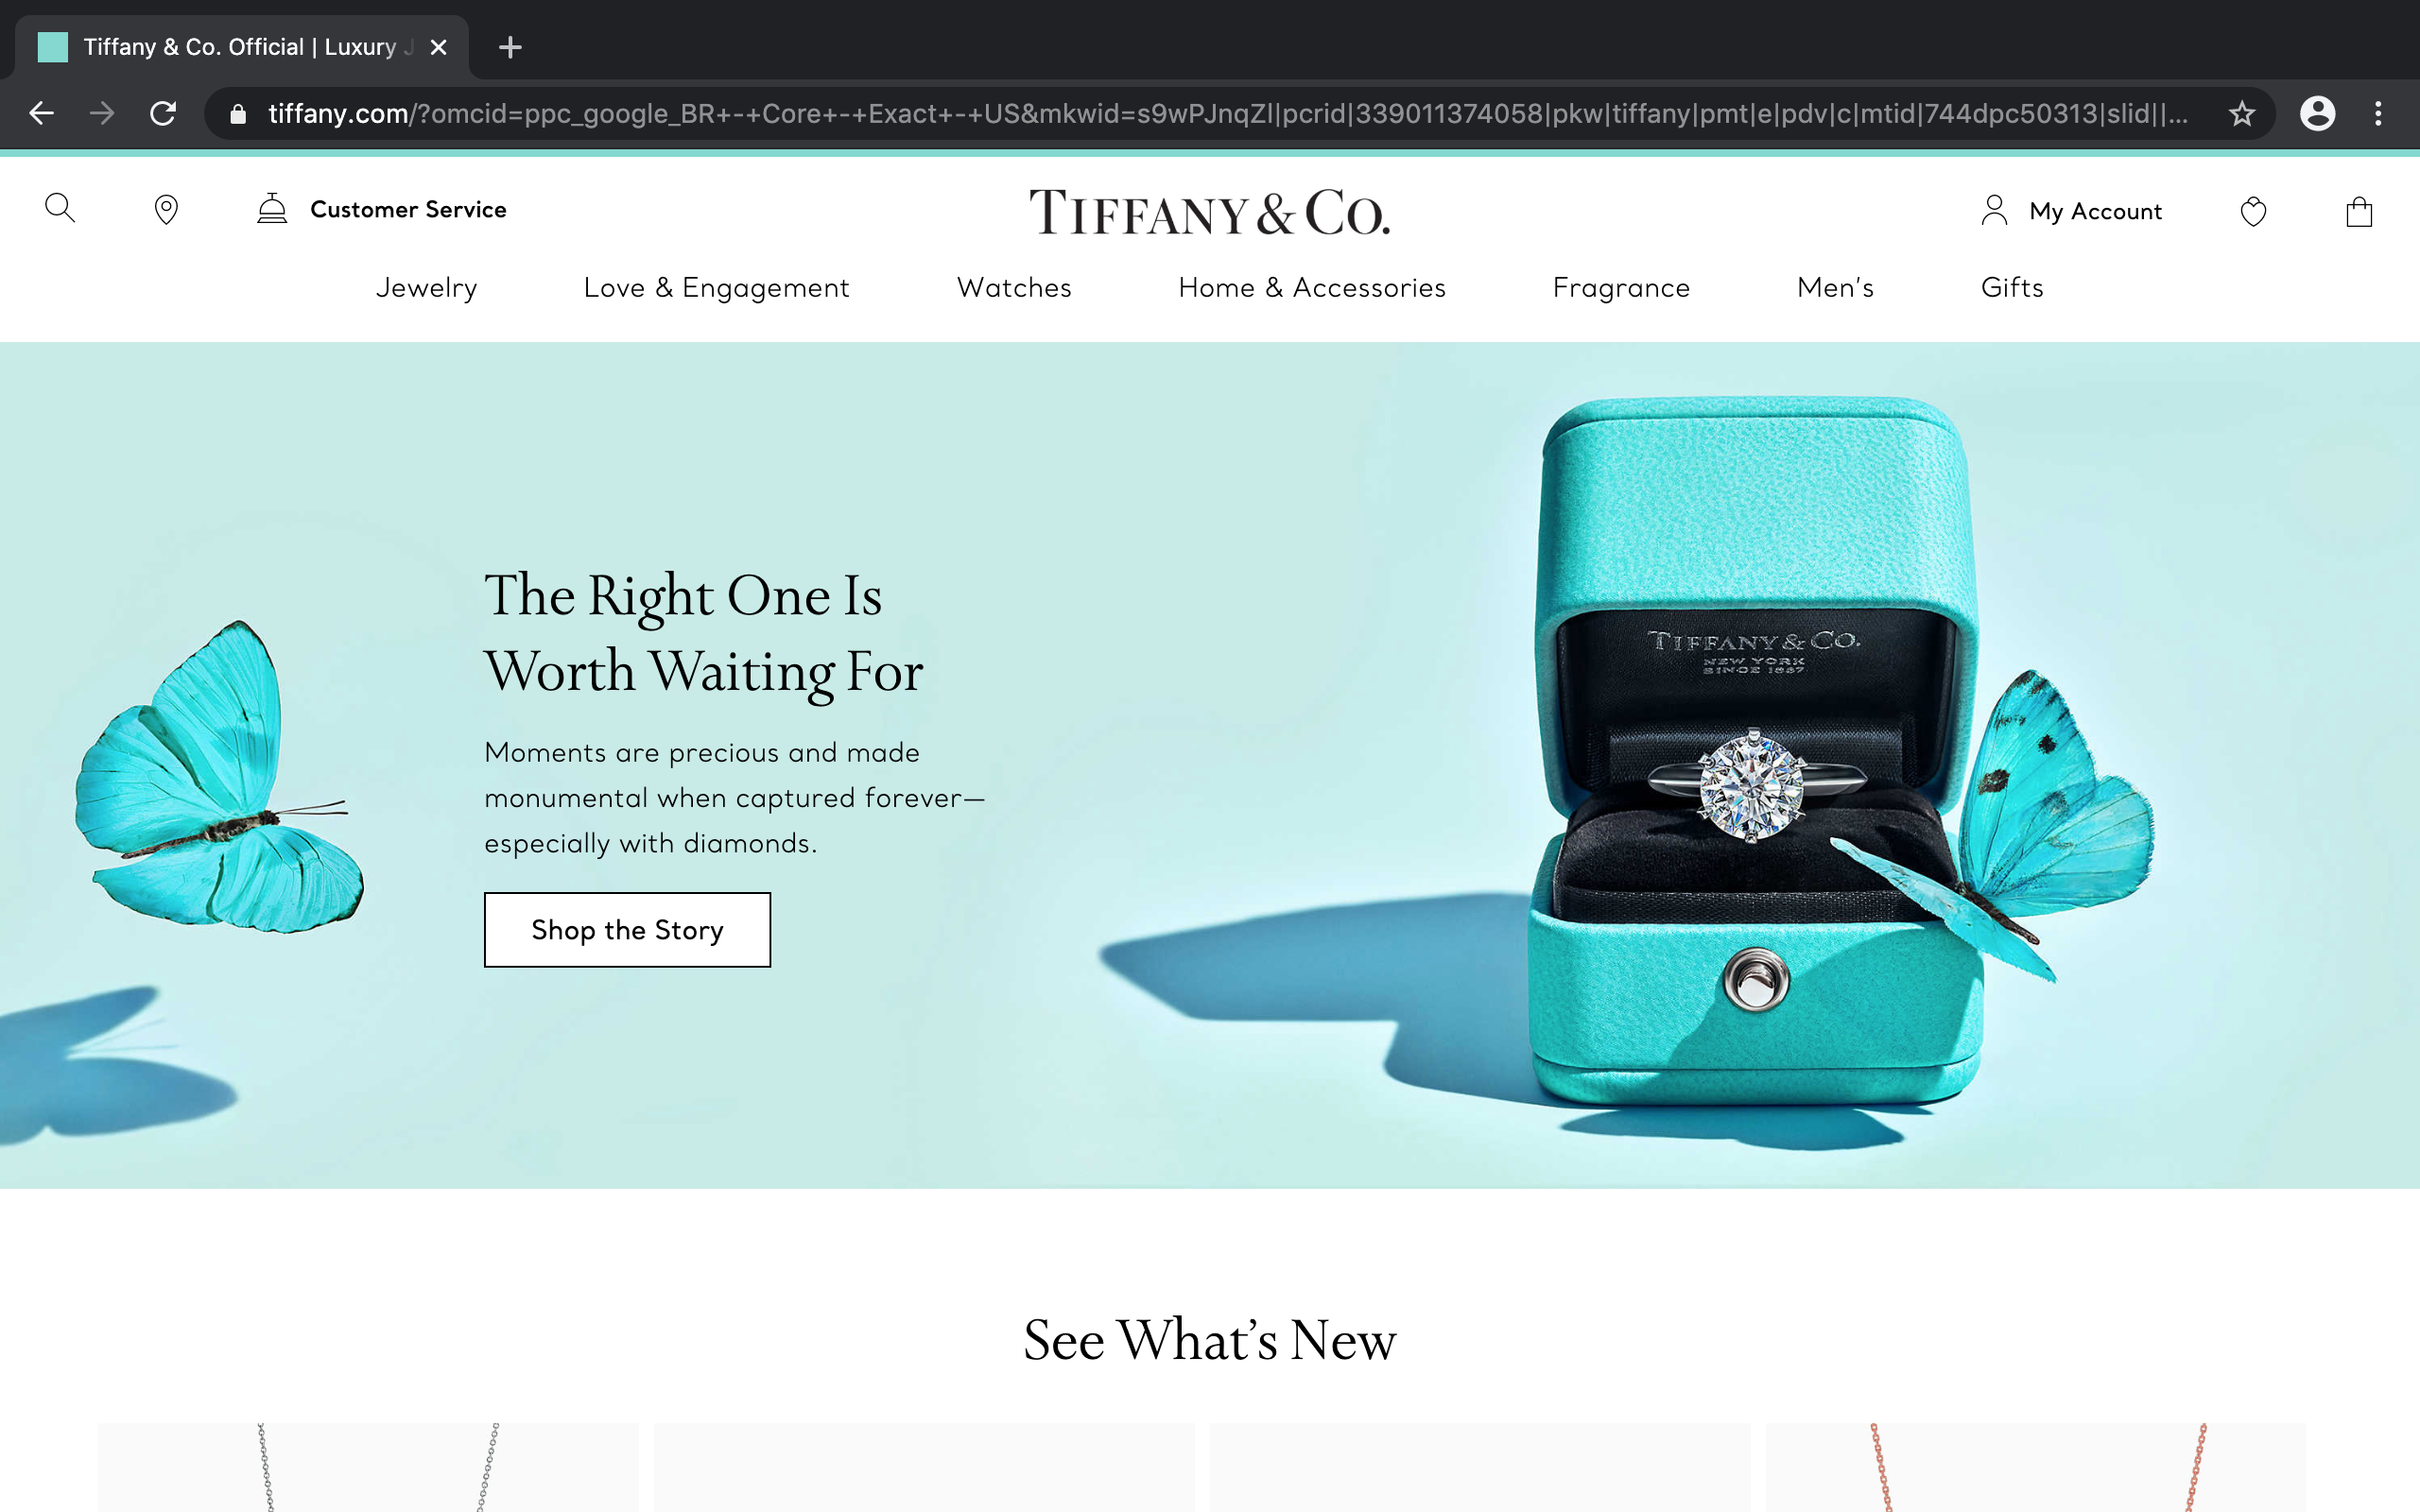 Tiffany & Co. Official | Luxury
tiffany.com/?omcid=ppc_google_BR+-+Core+-+Exact+-+US&mkwid=s9wPJnqZl||pcrid|339011374058|pkw|tiffany|pmt|e|pdv|c|mtid|744dpc50313|slid||...
Customer Service
TIFFANY & CO.
My Account
Jewelry
Love & Engagement
Watches
Home & Accessories
Fragrance
Men's
Gifts
The Right One Is
Worth Waiting For
Moments are precious and made
monumental when captured forever—
especially with diamonds.
Shop the Story
TIFFANY & CO.
NEW YORK
SINCE 1837
See What's New